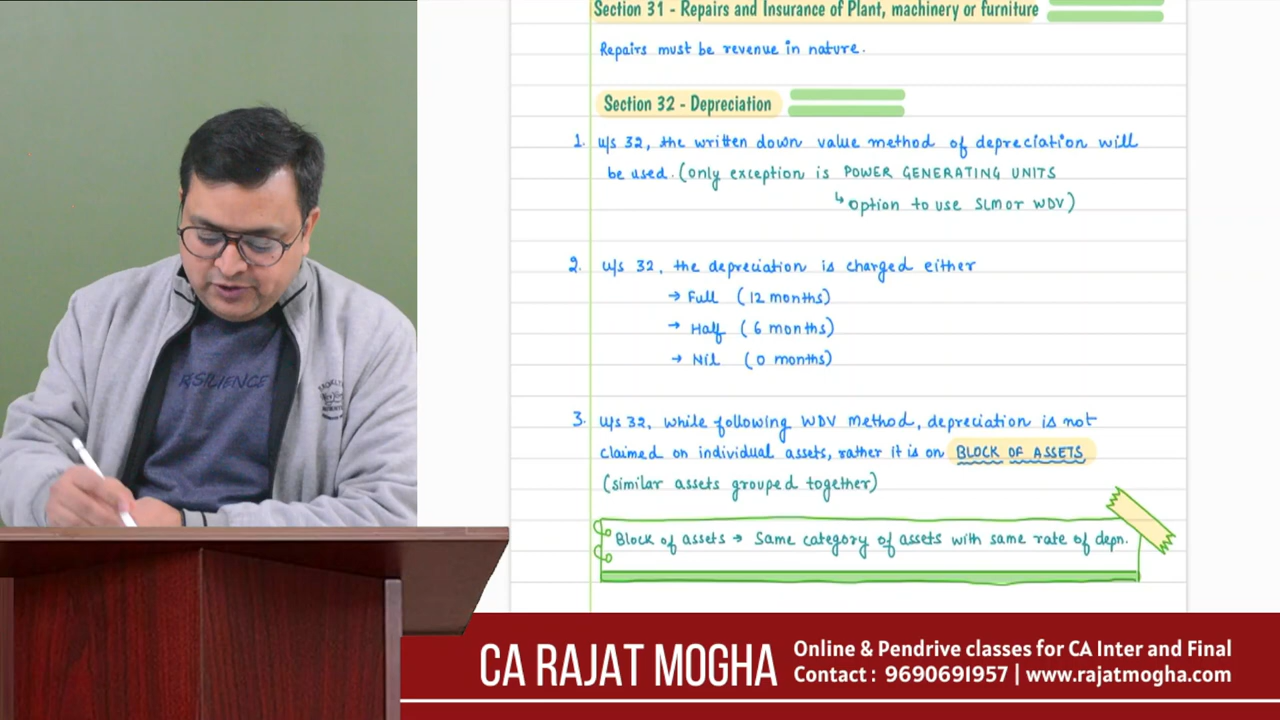 Section 31 - Repairs and Insurance of Plant, machinery or furniture
Repairs must be revenue in nature.
Section 32 - Depreciation
1. u/s 32, the written down value method of depreciation will
be used. (only exception is POWER GENERATING UNITS
↳ option to use SLM or WDV)
2. u/s 32, the depreciation is charged either
→ Full (12 months)
→ Half (6 months)
→ Nil (0 months)
3. u/s 32, while following WDV method, depreciation is not
claimed on individual assets, rather it is on BLOCK OF ASSETS
(similar assets grouped together)
Block of assets → Same category of assets with same rate of depn.
RESILIENCE
CA RAJAT MOGHA
Online & Pendrive classes for CA Inter and Final
Contact : 9690691957 | www.rajatmogha.com